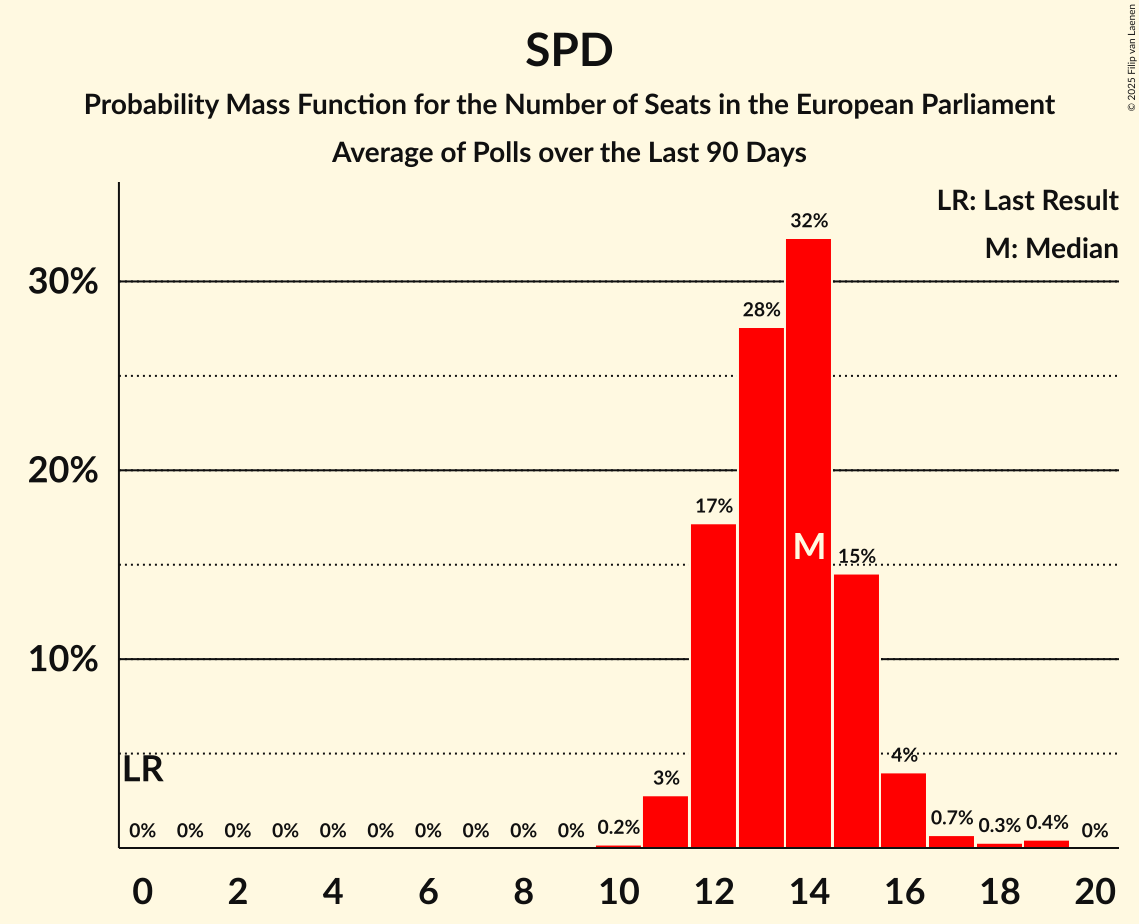 SPD
Probability Mass Function for the Number of Seats in the European Parliament
Average of Polls over the Last 90 Days
© 2025 Filip van Laenen
LR: Last Result
M: Median
30%
20%
10%
32%
28%
17%
M
15%
LR
4%
3%
0% 0% 0% 0% 0% 0% 0% 0% 0% 0% 0.2% 0.7% 0.3% 0.4% 0%
0 2 4 6 8 10 12 14 16 18 20